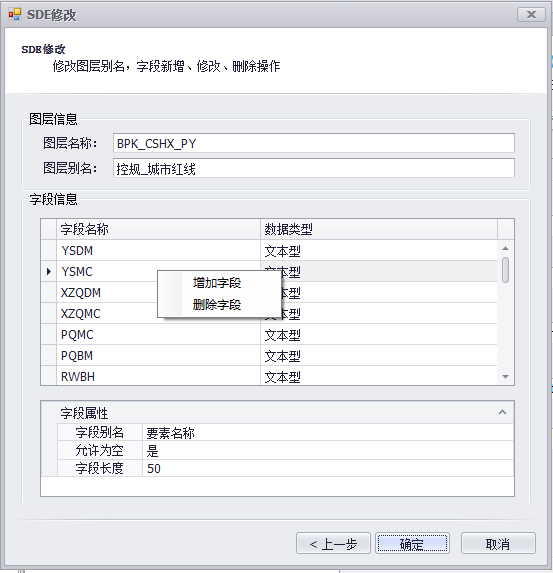 SDE修改
SDE修改
修改图层别名，字段新增、修改、删除操作
图层信息
图层名称： BPK_CSHX_PY
图层别名： 控规_城市红线
字段信息
字段名称 数据类型
YSDM 文本型
YSMC 文本型
XZQDM 文本型
XZQMC 文本型
PQMC 文本型
PQBM 文本型
RWBH 文本型
增加字段
删除字段
字段属性
字段别名 要素名称
允许为空 是
字段长度 50
< 上一步 确定 取消